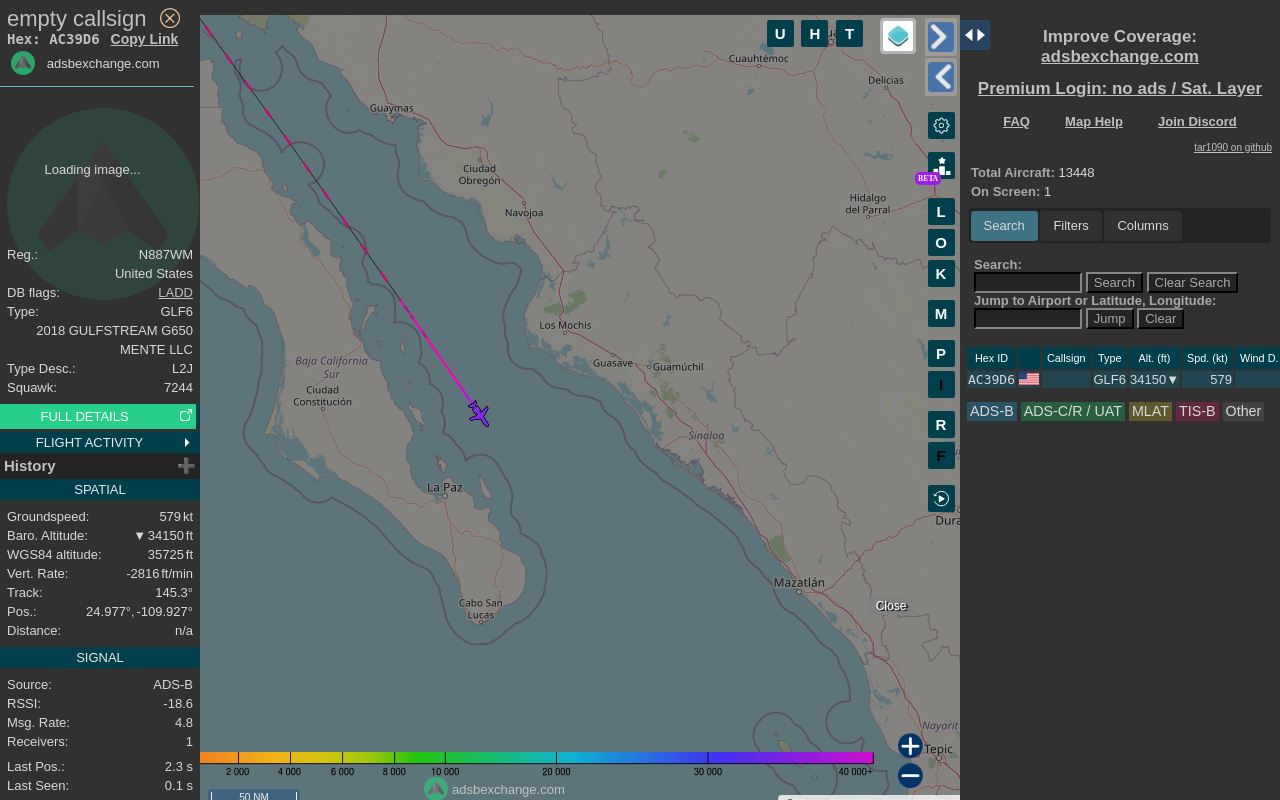 empty callsign
Hex: AC39D6 Copy Link
adsbexchange.com
Loading image...
Reg.: N887WM
United States
DB flags: LADD
Type: GLF6
2018 GULFSTREAM G650
MENTE LLC
Type Desc.: L2J
Squawk: 7244
FULL DETAILS
FLIGHT ACTIVITY
History
SPATIAL
Groundspeed: 579 kt
Baro. Altitude: ▼ 34150 ft
WGS84 altitude: 35725 ft
Vert. Rate: -2816 ft/min
Track: 145.3°
Pos.: 24.977°, -109.927°
Distance: n/a
SIGNAL
Source: ADS-B
RSSI: -18.6
Msg. Rate: 4.8
Receivers: 1
Last Pos.: 2.3 s
Last Seen: 0.1 s
U H T
Cuauhtémoc
Delicias
Guaymas
Ciudad
Obregón
Navojoa
Hidalgo
del Parral
BETA
L
O
K
M
P
I
R
F
Los Mochis
Guasave
Guamúchil
Baja California
Sur
Ciudad
Constitución
Sinaloa
La Paz
Dura
Mazatlán
Cabo San
Lucas
Close
Nayarit
Tepic
2 000 4 000 6 000 8 000 10 000 20 000 30 000 40 000+
adsbexchange.com
50 NM
Improve Coverage:
adsbexchange.com
Premium Login: no ads / Sat. Layer
FAQ Map Help Join Discord
tar1090 on github
Total Aircraft: 13448
On Screen: 1
Search Filters Columns
Search:
Search Clear Search
Jump to Airport or Latitude, Longitude:
Jump Clear
Hex ID Callsign Type Alt. (ft) Spd. (kt) Wind D.
AC39D6 GLF6 34150▼ 579
ADS-B ADS-C/R / UAT MLAT TIS-B Other